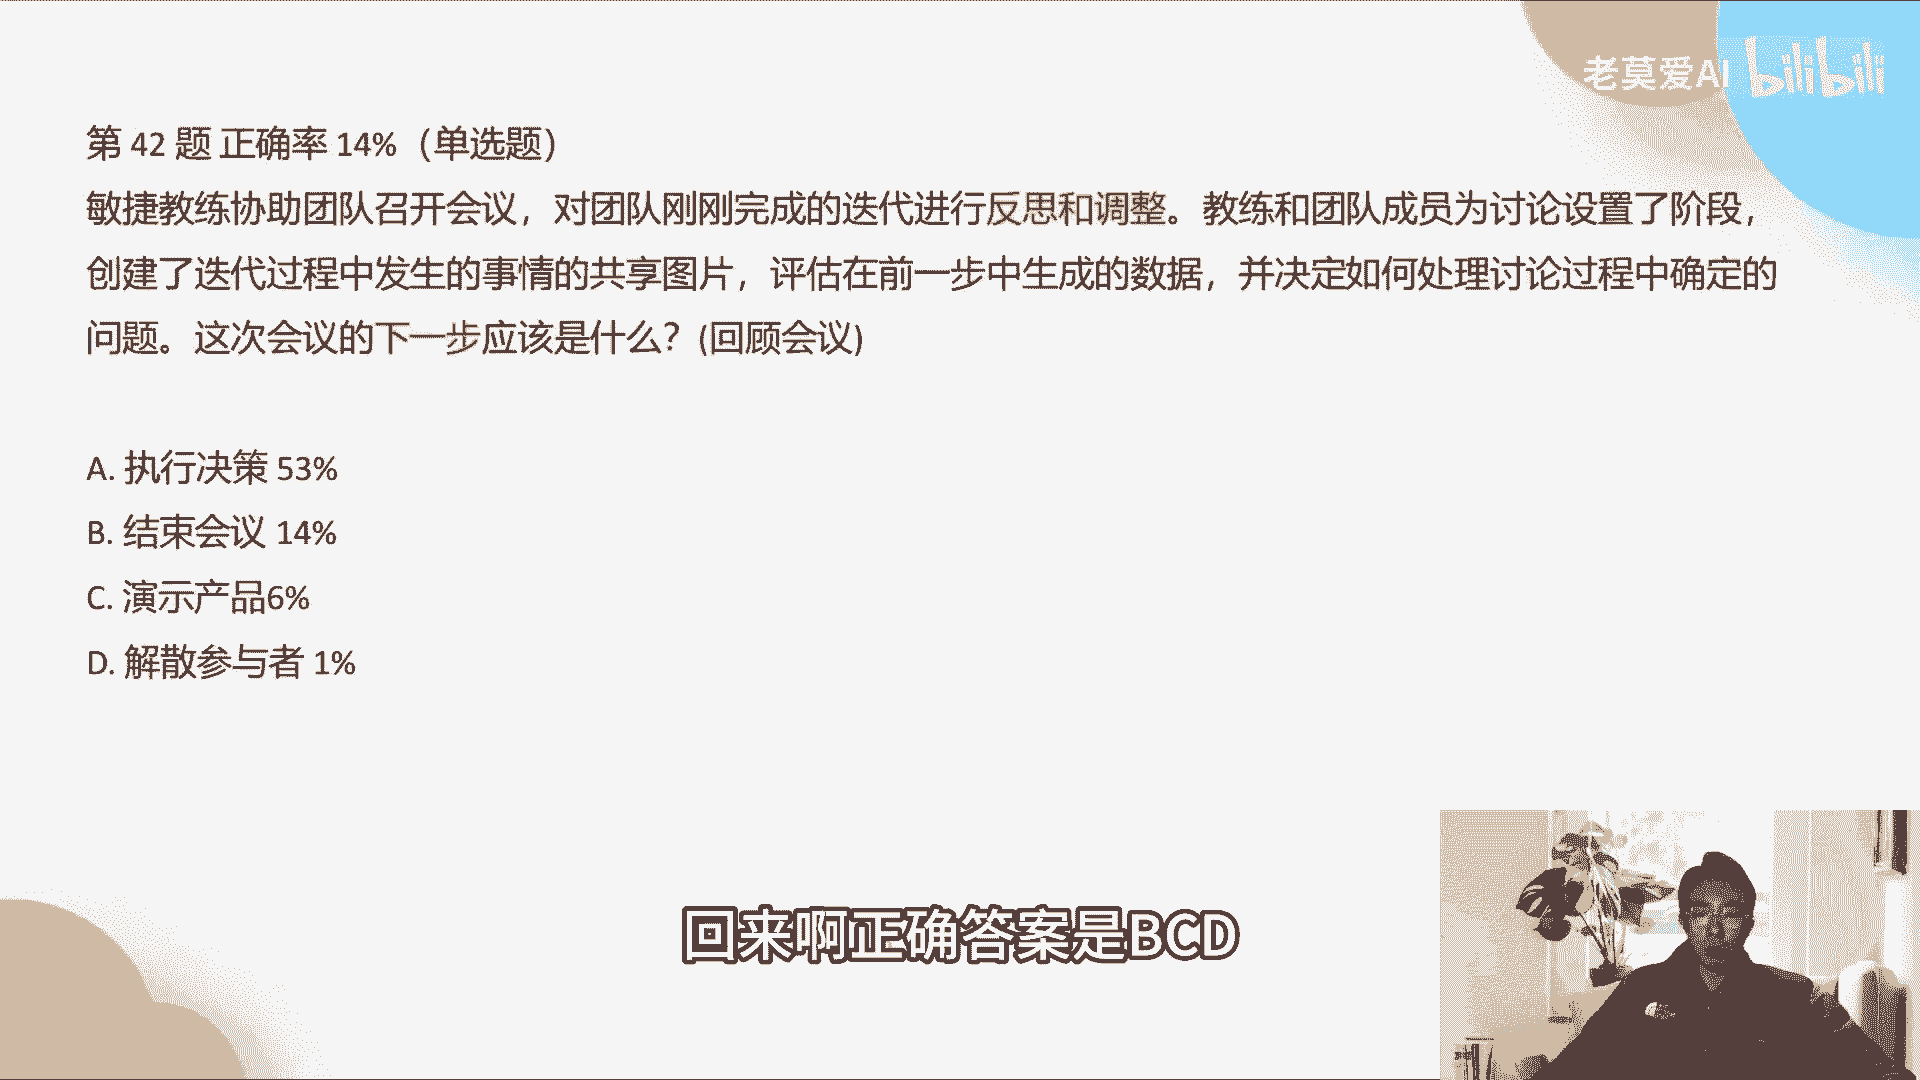 老莫爱AI bilibili
第 42 题 正确率 14%（单选题）
敏捷教练协助团队召开会议，对团队刚刚完成的迭代进行反思和调整。教练和团队成员为讨论设置了阶段，
创建了迭代过程中发生的事情的共享图片，评估在前一步中生成的数据，并决定如何处理讨论过程中确定的
问题。这次会议的下一步应该是什么？(回顾会议)
A. 执行决策 53%
B. 结束会议 14%
C. 演示产品6%
D. 解散参与者 1%
回来啊正确答案是BCD